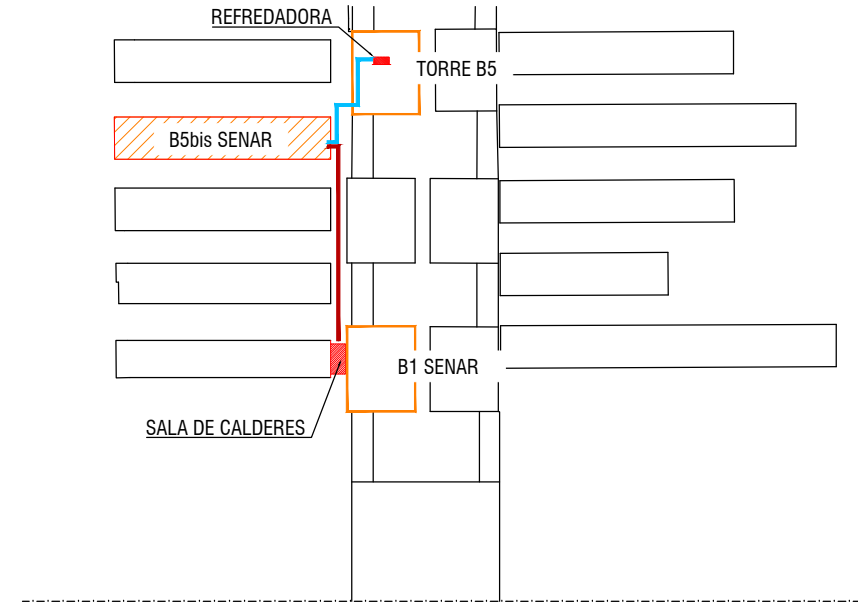 REFREDADORA
TORRE B5
B5bis SENAR
B1 SENAR
SALA DE CALDERES